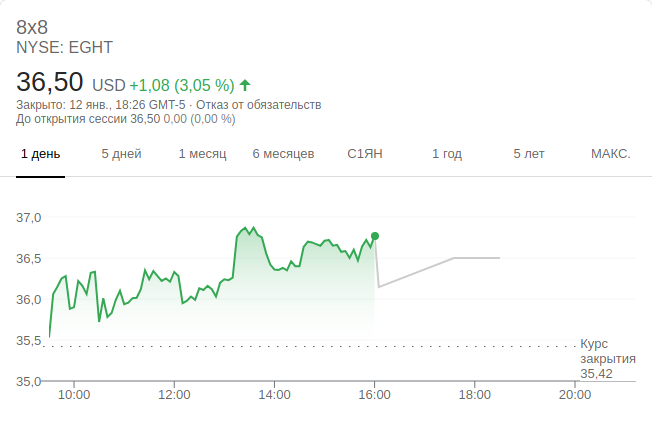 8x8
NYSE: EGHT
36,50 USD +1,08 (3,05 %)
Закрыто: 12 янв., 18:26 GMT-5 · Отказ от обязательств
До открытия сессии 36,50 0,00 (0,00 %)
1 день 5 дней 1 месяц 6 месяцев С1ЯН 1 год 5 лет МАКС.
37,0
36,5
36,0
35,5
Курс
закрытия
35,42
35,0
10:00 12:00 14:00 16:00 18:00 20:00